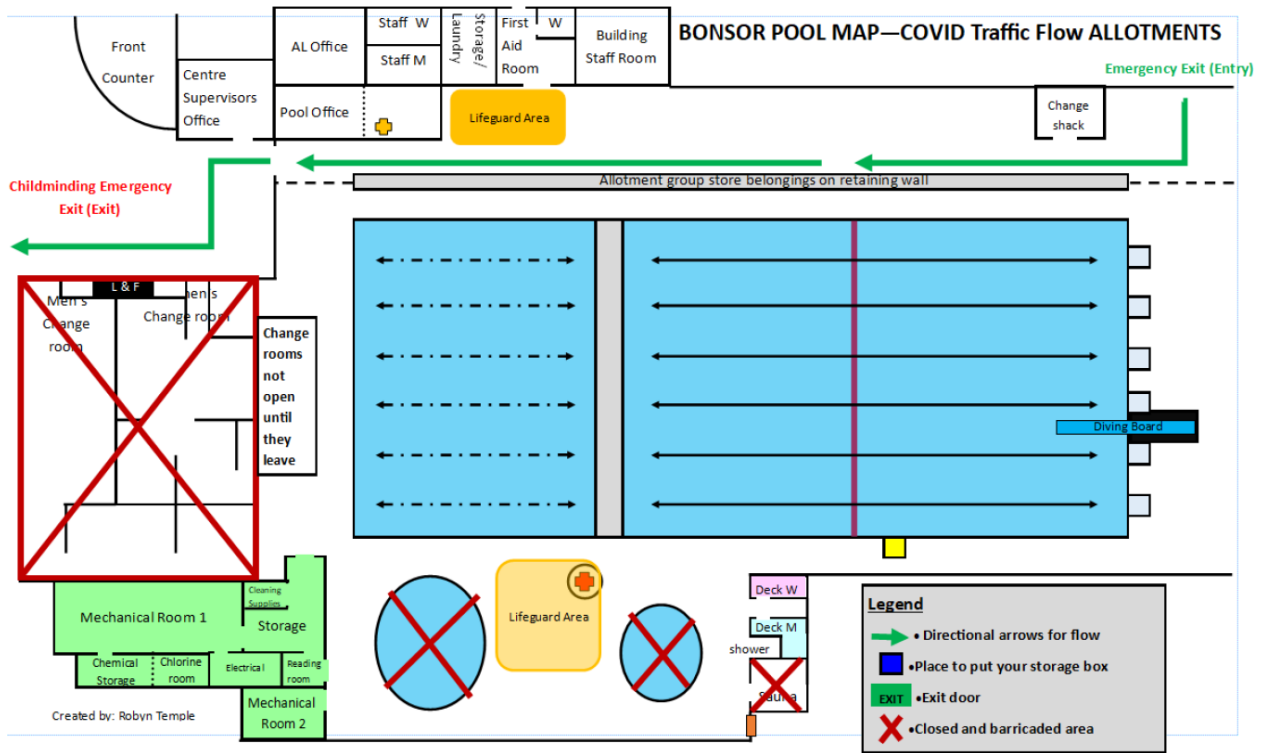 BONSOR POOL MAP—COVID Traffic Flow ALLOTMENTS
Emergency Exit (Entry)
Front
Counter
Centre
Supervisors
Office
AL Office
Staff W
Staff M
Storage/
Laundry
First
Aid
Room
W
Building
Staff Room
Pool Office
Lifeguard Area
Change
shack
Childminding Emergency
Exit (Exit)
Allotment group store belongings on retaining wall
L & F
Men's
Change
room
men's
Change room
Change
rooms
not
open
until
they
leave
Diving Board
Mechanical Room 1
Cleaning
Supplies
Storage
Chemical
Storage
Chlorine
room
Electrical
Reading
room
Mechanical
Room 2
Created by: Robyn Temple
Lifeguard Area
Deck W
Deck M
shower
Sauna
Legend
• Directional arrows for flow
•Place to put your storage box
EXIT •Exit door
•Closed and barricaded area